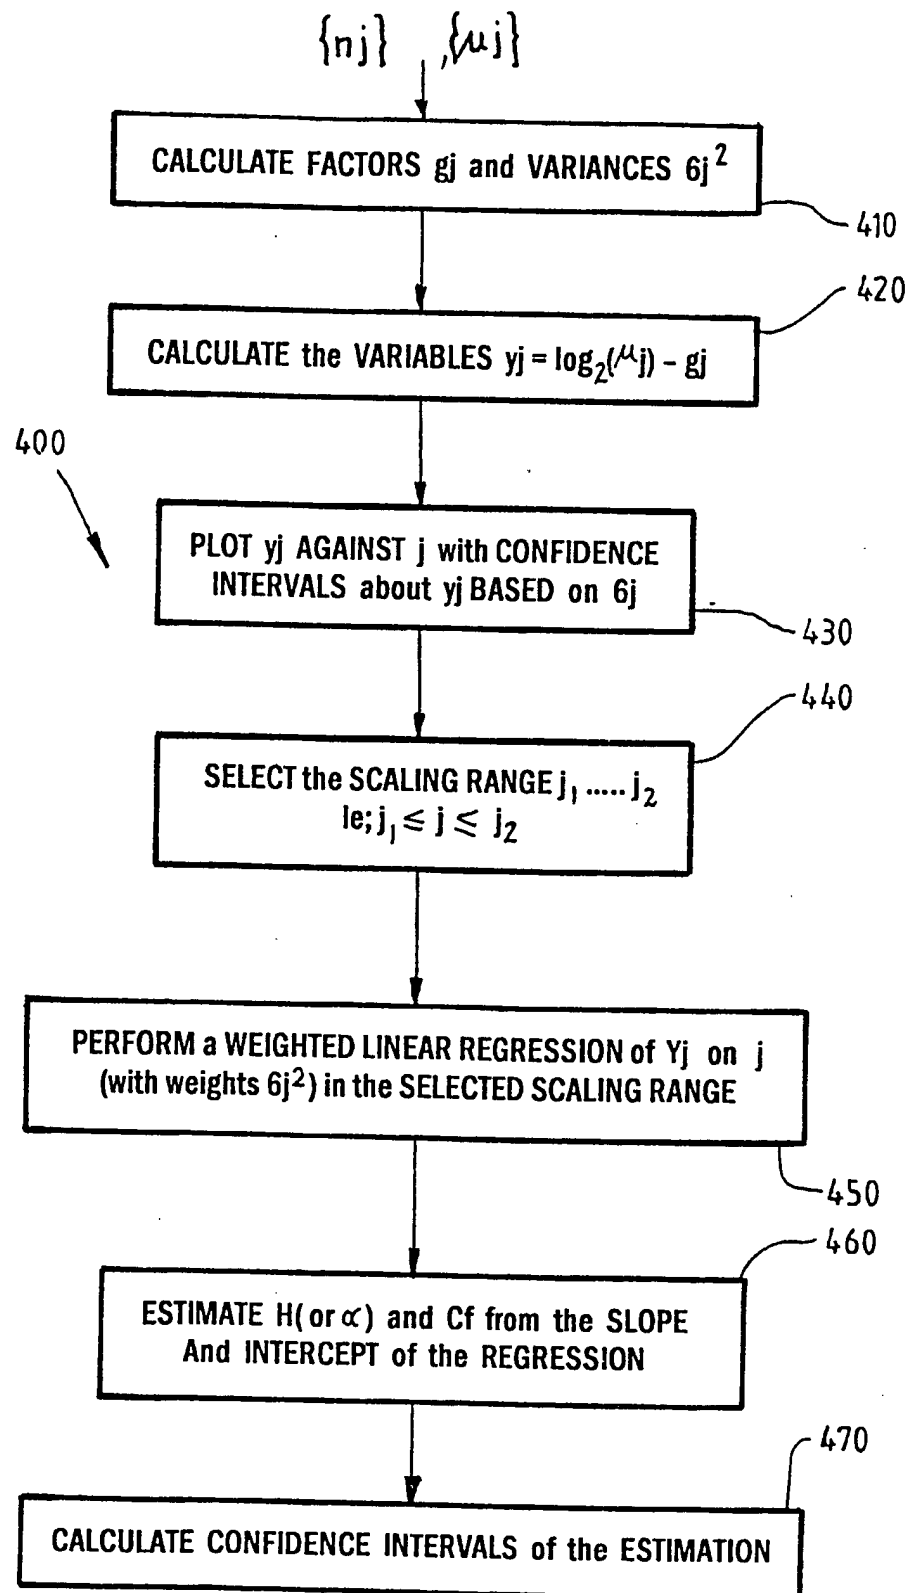 {nj} ,{μj}
CALCULATE FACTORS gj and VARIANCES 6j²
410
420
CALCULATE the VARIABLES yj = log₂(μj) – gj
400
PLOT yj AGAINST j with CONFIDENCE
INTERVALS about yj BASED on 6j
430
440
SELECT the SCALING RANGE j₁ ..... j₂
Ie; j₁ ≤ j ≤ j₂
PERFORM a WEIGHTED LINEAR REGRESSION of Yj on j
(with weights 6j²) in the SELECTED SCALING RANGE
450
460
ESTIMATE H( or α) and Cf from the SLOPE
And INTERCEPT of the REGRESSION
470
CALCULATE CONFIDENCE INTERVALS of the ESTIMATION